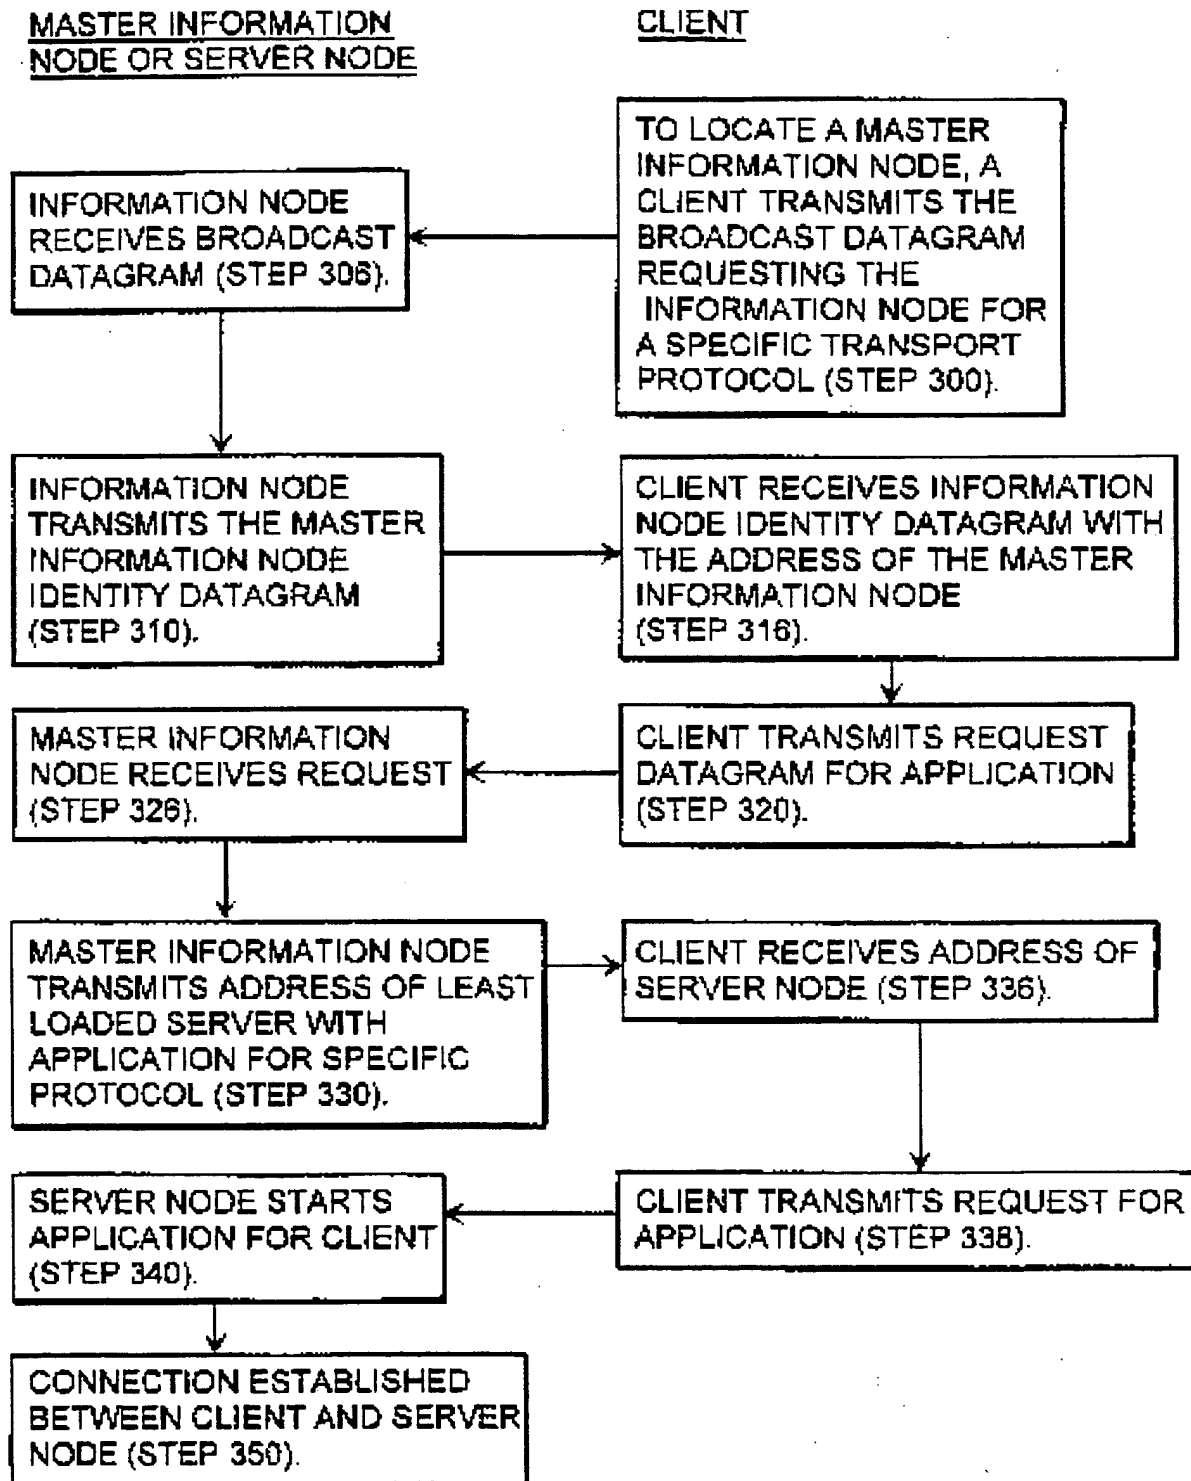 MASTER INFORMATION
NODE OR SERVER NODE
CLIENT
TO LOCATE A MASTER
INFORMATION NODE, A
CLIENT TRANSMITS THE
BROADCAST DATAGRAM
REQUESTING THE
INFORMATION NODE FOR
A SPECIFIC TRANSPORT
PROTOCOL (STEP 300).
INFORMATION NODE
RECEIVES BROADCAST
DATAGRAM (STEP 306).
INFORMATION NODE
TRANSMITS THE MASTER
INFORMATION NODE
IDENTITY DATAGRAM
(STEP 310).
CLIENT RECEIVES INFORMATION
NODE IDENTITY DATAGRAM WITH
THE ADDRESS OF THE MASTER
INFORMATION NODE
(STEP 316).
CLIENT TRANSMITS REQUEST
DATAGRAM FOR APPLICATION
(STEP 320).
MASTER INFORMATION
NODE RECEIVES REQUEST
(STEP 326).
MASTER INFORMATION NODE
TRANSMITS ADDRESS OF LEAST
LOADED SERVER WITH
APPLICATION FOR SPECIFIC
PROTOCOL (STEP 330).
CLIENT RECEIVES ADDRESS OF
SERVER NODE (STEP 336).
CLIENT TRANSMITS REQUEST FOR
APPLICATION (STEP 338).
SERVER NODE STARTS
APPLICATION FOR CLIENT
(STEP 340).
CONNECTION ESTABLISHED
BETWEEN CLIENT AND SERVER
NODE (STEP 350).